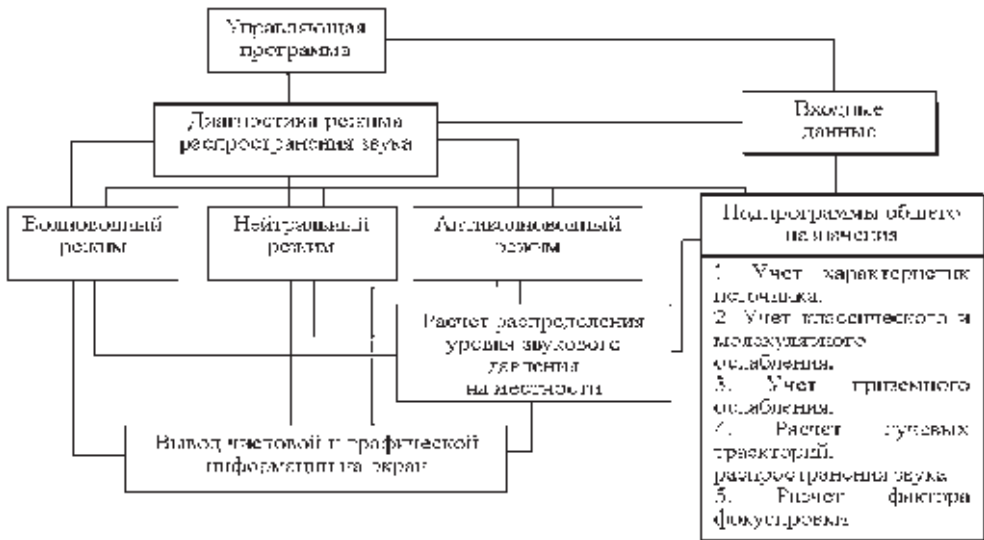 Управляющая
программа
Входные
данные
Диагностика режима
распространения звука
Волноводный
режим
Нейтральный
режим
Антиволноводный
режим
Подпрограммы общего
назначения
1. Учет характеристик
источника.
2. Учет классического и
молекулярного
ослабления.
3. Учет приземного
ослабления.
4. Расчет лучевых
траекторий
распространения звука
5. Расчет фактора
фокусировки
Расчет распределения
уровня звукового
давления
на местности
Вывод числовой и графической
информации на экран